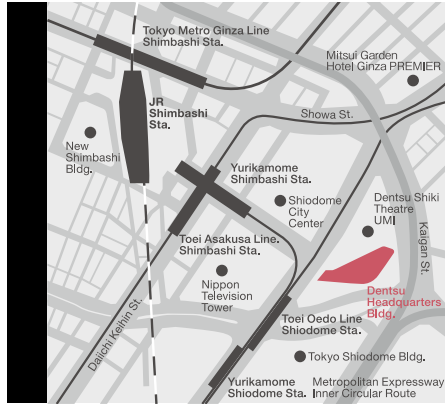 Tokyo Metro Ginza Line
Shimbashi Sta.
Mitsui Garden
Hotel Ginza PREMIER
JR
Shimbashi
Sta.
Showa St.
New
Shimbashi
Bldg.
Yurikamome
Shimbashi Sta.
Shiodome
City
Center
Dentsu Shiki
Theatre
UMI
Kaigan St.
Toei Asakusa Line.
Shimbashi Sta.
Nippon
Television
Tower
Dentsu
Headquarters
Bldg.
Daiichi Keihin St.
Toei Oedo Line
Shiodome Sta.
Tokyo Shiodome Bldg.
Yurikamome
Shiodome Sta.
Metropolitan Expressway
Inner Circular Route